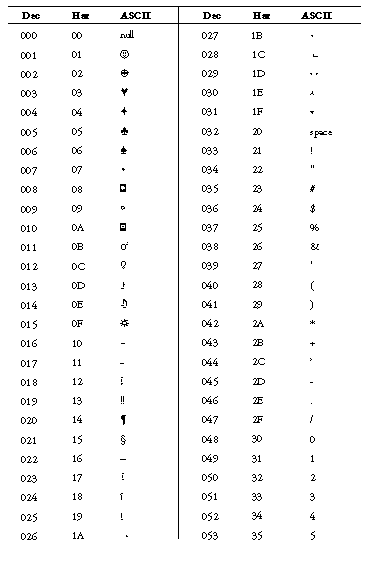 Dec Hex ASCII Dec Hex ASCII
000 00 null 027 1B
001 01 ☺ 028 1C
002 02 029 1D
003 03 ♥ 030 1E
004 04 ♦ 031 1F
005 05 ♣ 032 20 space
006 06 ♠ 033 21 !
007 07 • 034 22 "
008 08 ◘ 035 23 #
009 09 ○ 036 24 $
010 0A ◘ 037 25 %
011 0B ♂ 038 26 &
012 0C ♀ 039 27 '
013 0D ♪ 040 28 (
014 0E ♫ 041 29 )
015 0F ☼ 042 2A *
016 10 – 043 2B +
017 11 – 044 2C ,
018 12 045 2D -
019 13 !! 046 2E .
020 14 ¶ 047 2F /
021 15 § 048 30 0
022 16 – 049 31 1
023 17 050 32 2
024 18 051 33 3
025 19 052 34 4
026 1A 053 35 5